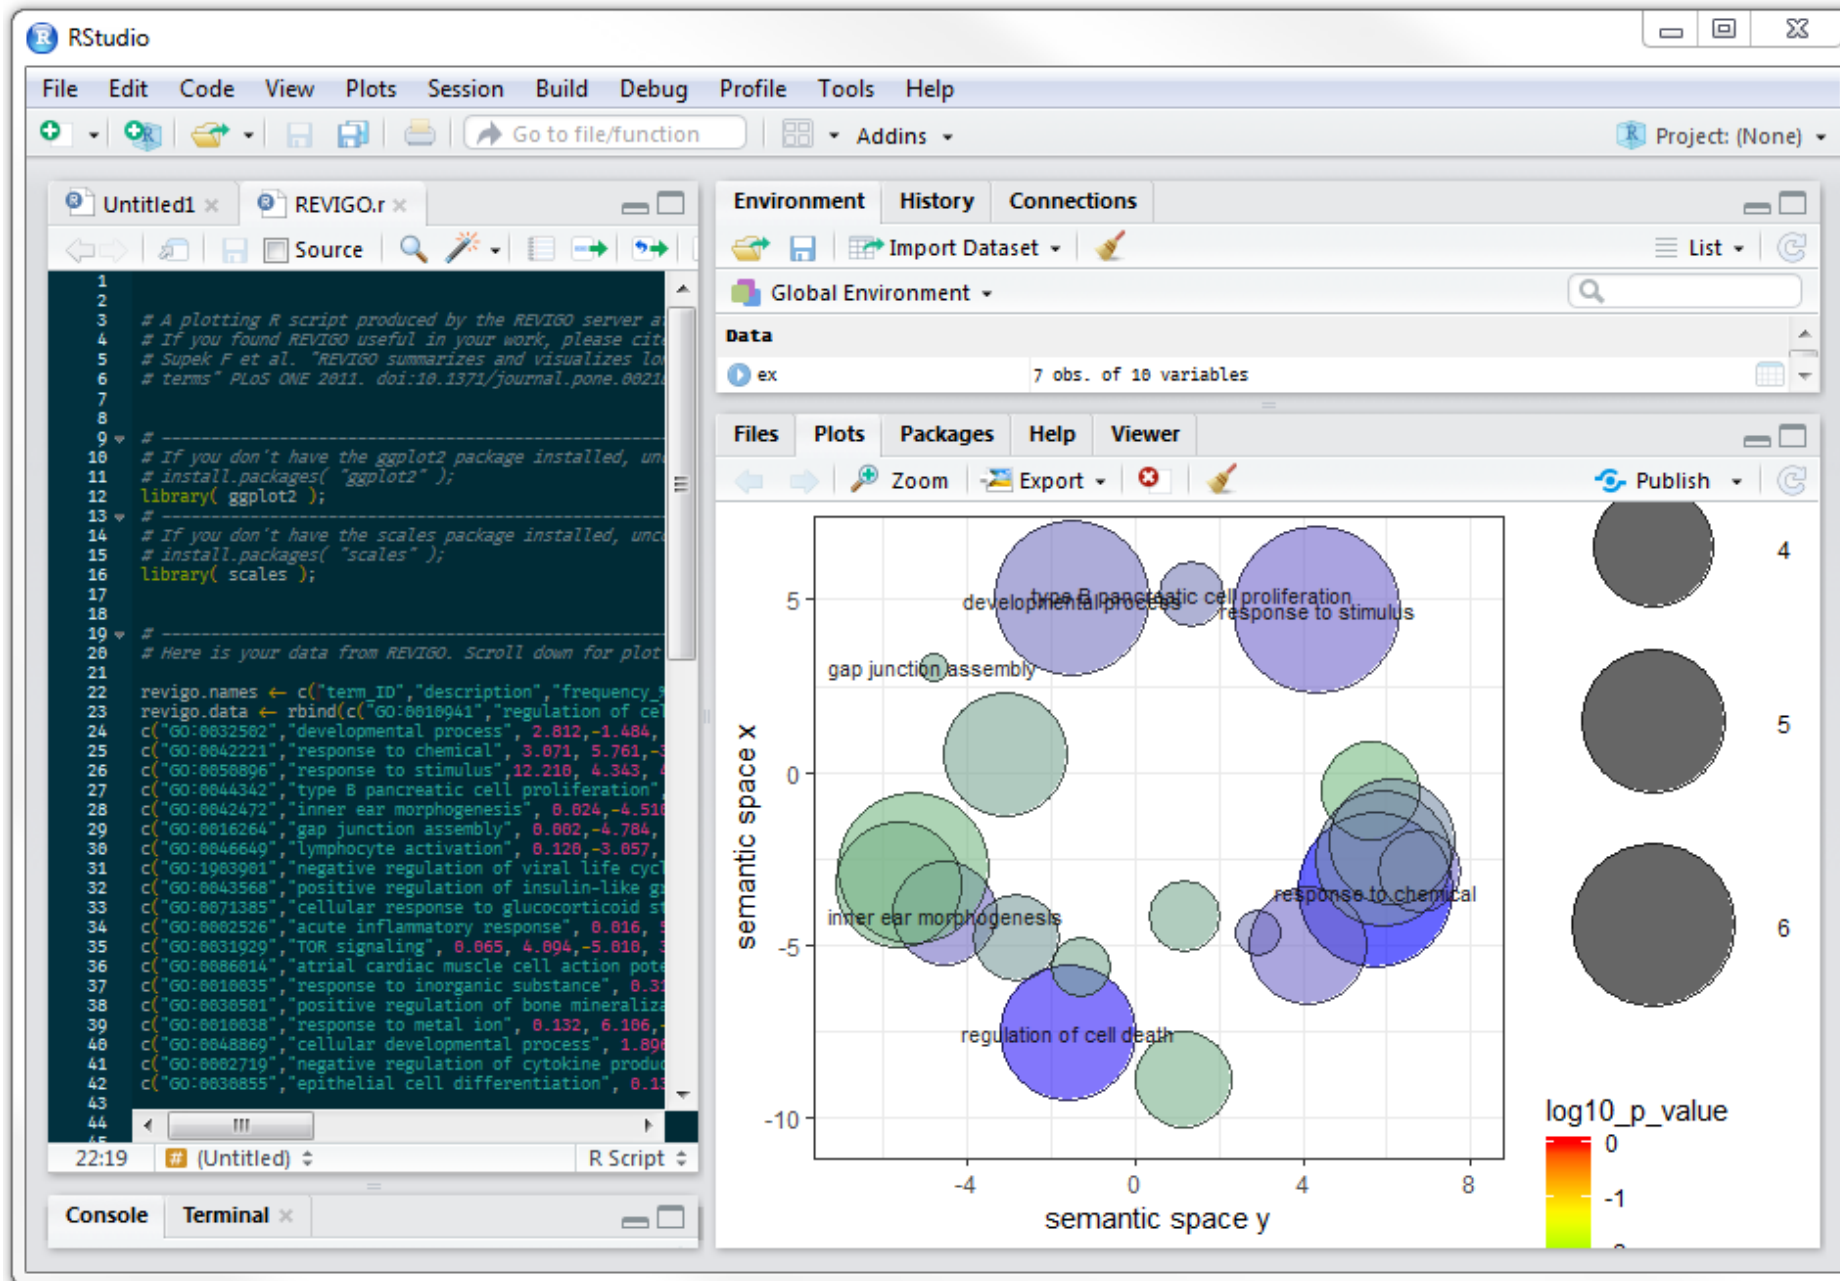 RStudio
File Edit Code View Plots Session Build Debug Profile Tools Help
Go to file/function Addins Project: (None)
Untitled1 REVIGO.r
Source
1
2
3 # A plotting R script produced by the REVIGO server a
4 # If you found REVIGO useful in your work, please cite
5 # Supek F et al. "REVIGO summarizes and visualizes lo
6 # terms" PLoS ONE 2011. doi:10.1371/journal.pone.0021
7
8
9 # --------------------------------------------------
10 # If you don't have the ggplot2 package installed, unc
11 # install.packages( "ggplot2" );
12 library( ggplot2 );
13 # --------------------------------------------------
14 # If you don't have the scales package installed, unc
15 # install.packages( "scales" );
16 library( scales );
17
18
19 # --------------------------------------------------
20 # Here is your data from REVIGO. Scroll down for plot
21
22 revigo.names ← c("term_ID","description","frequency_%
23 revigo.data ← rbind(c("GO:0010941","regulation of cel
24 c("GO:0032502","developmental process", 2.812,-1.484,
25 c("GO:0042221","response to chemical", 3.071, 5.761,-3
26 c("GO:0050896","response to stimulus",12.210, 4.343, 4
27 c("GO:0044342","type B pancreatic cell proliferation",
28 c("GO:0042472","inner ear morphogenesis", 0.024,-4.510
29 c("GO:0016264","gap junction assembly", 0.002,-4.784,
30 c("GO:0046649","lymphocyte activation", 0.120,-3.057,
31 c("GO:1903901","negative regulation of viral life cycl
32 c("GO:0043568","positive regulation of insulin-like gr
33 c("GO:0071385","cellular response to glucocorticoid st
34 c("GO:0002526","acute inflammatory response", 0.016, 5
35 c("GO:0031929","TOR signaling", 0.065, 4.094,-5.010, 3
36 c("GO:0086014","atrial cardiac muscle cell action pote
37 c("GO:0010035","response to inorganic substance", 0.31
38 c("GO:0030501","positive regulation of bone mineraliza
39 c("GO:0010038","response to metal ion", 0.132, 6.106,-
40 c("GO:0048869","cellular developmental process", 1.896
41 c("GO:0002719","negative regulation of cytokine produc
42 c("GO:0030855","epithelial cell differentiation", 0.13
43
44
22:19 # (Untitled) R Script
Console Terminal
Environment History Connections
Import Dataset List
Global Environment
Data
ex 7 obs. of 10 variables
Files Plots Packages Help Viewer
Zoom Export Publish
developmental process
type B pancreatic cell proliferation
response to stimulus
gap junction assembly
response to chemical
inner ear morphogenesis
regulation of cell death
5
0
-5
-10
semantic space x
-4 0 4 8
semantic space y
4
5
6
log10_p_value
0
-1